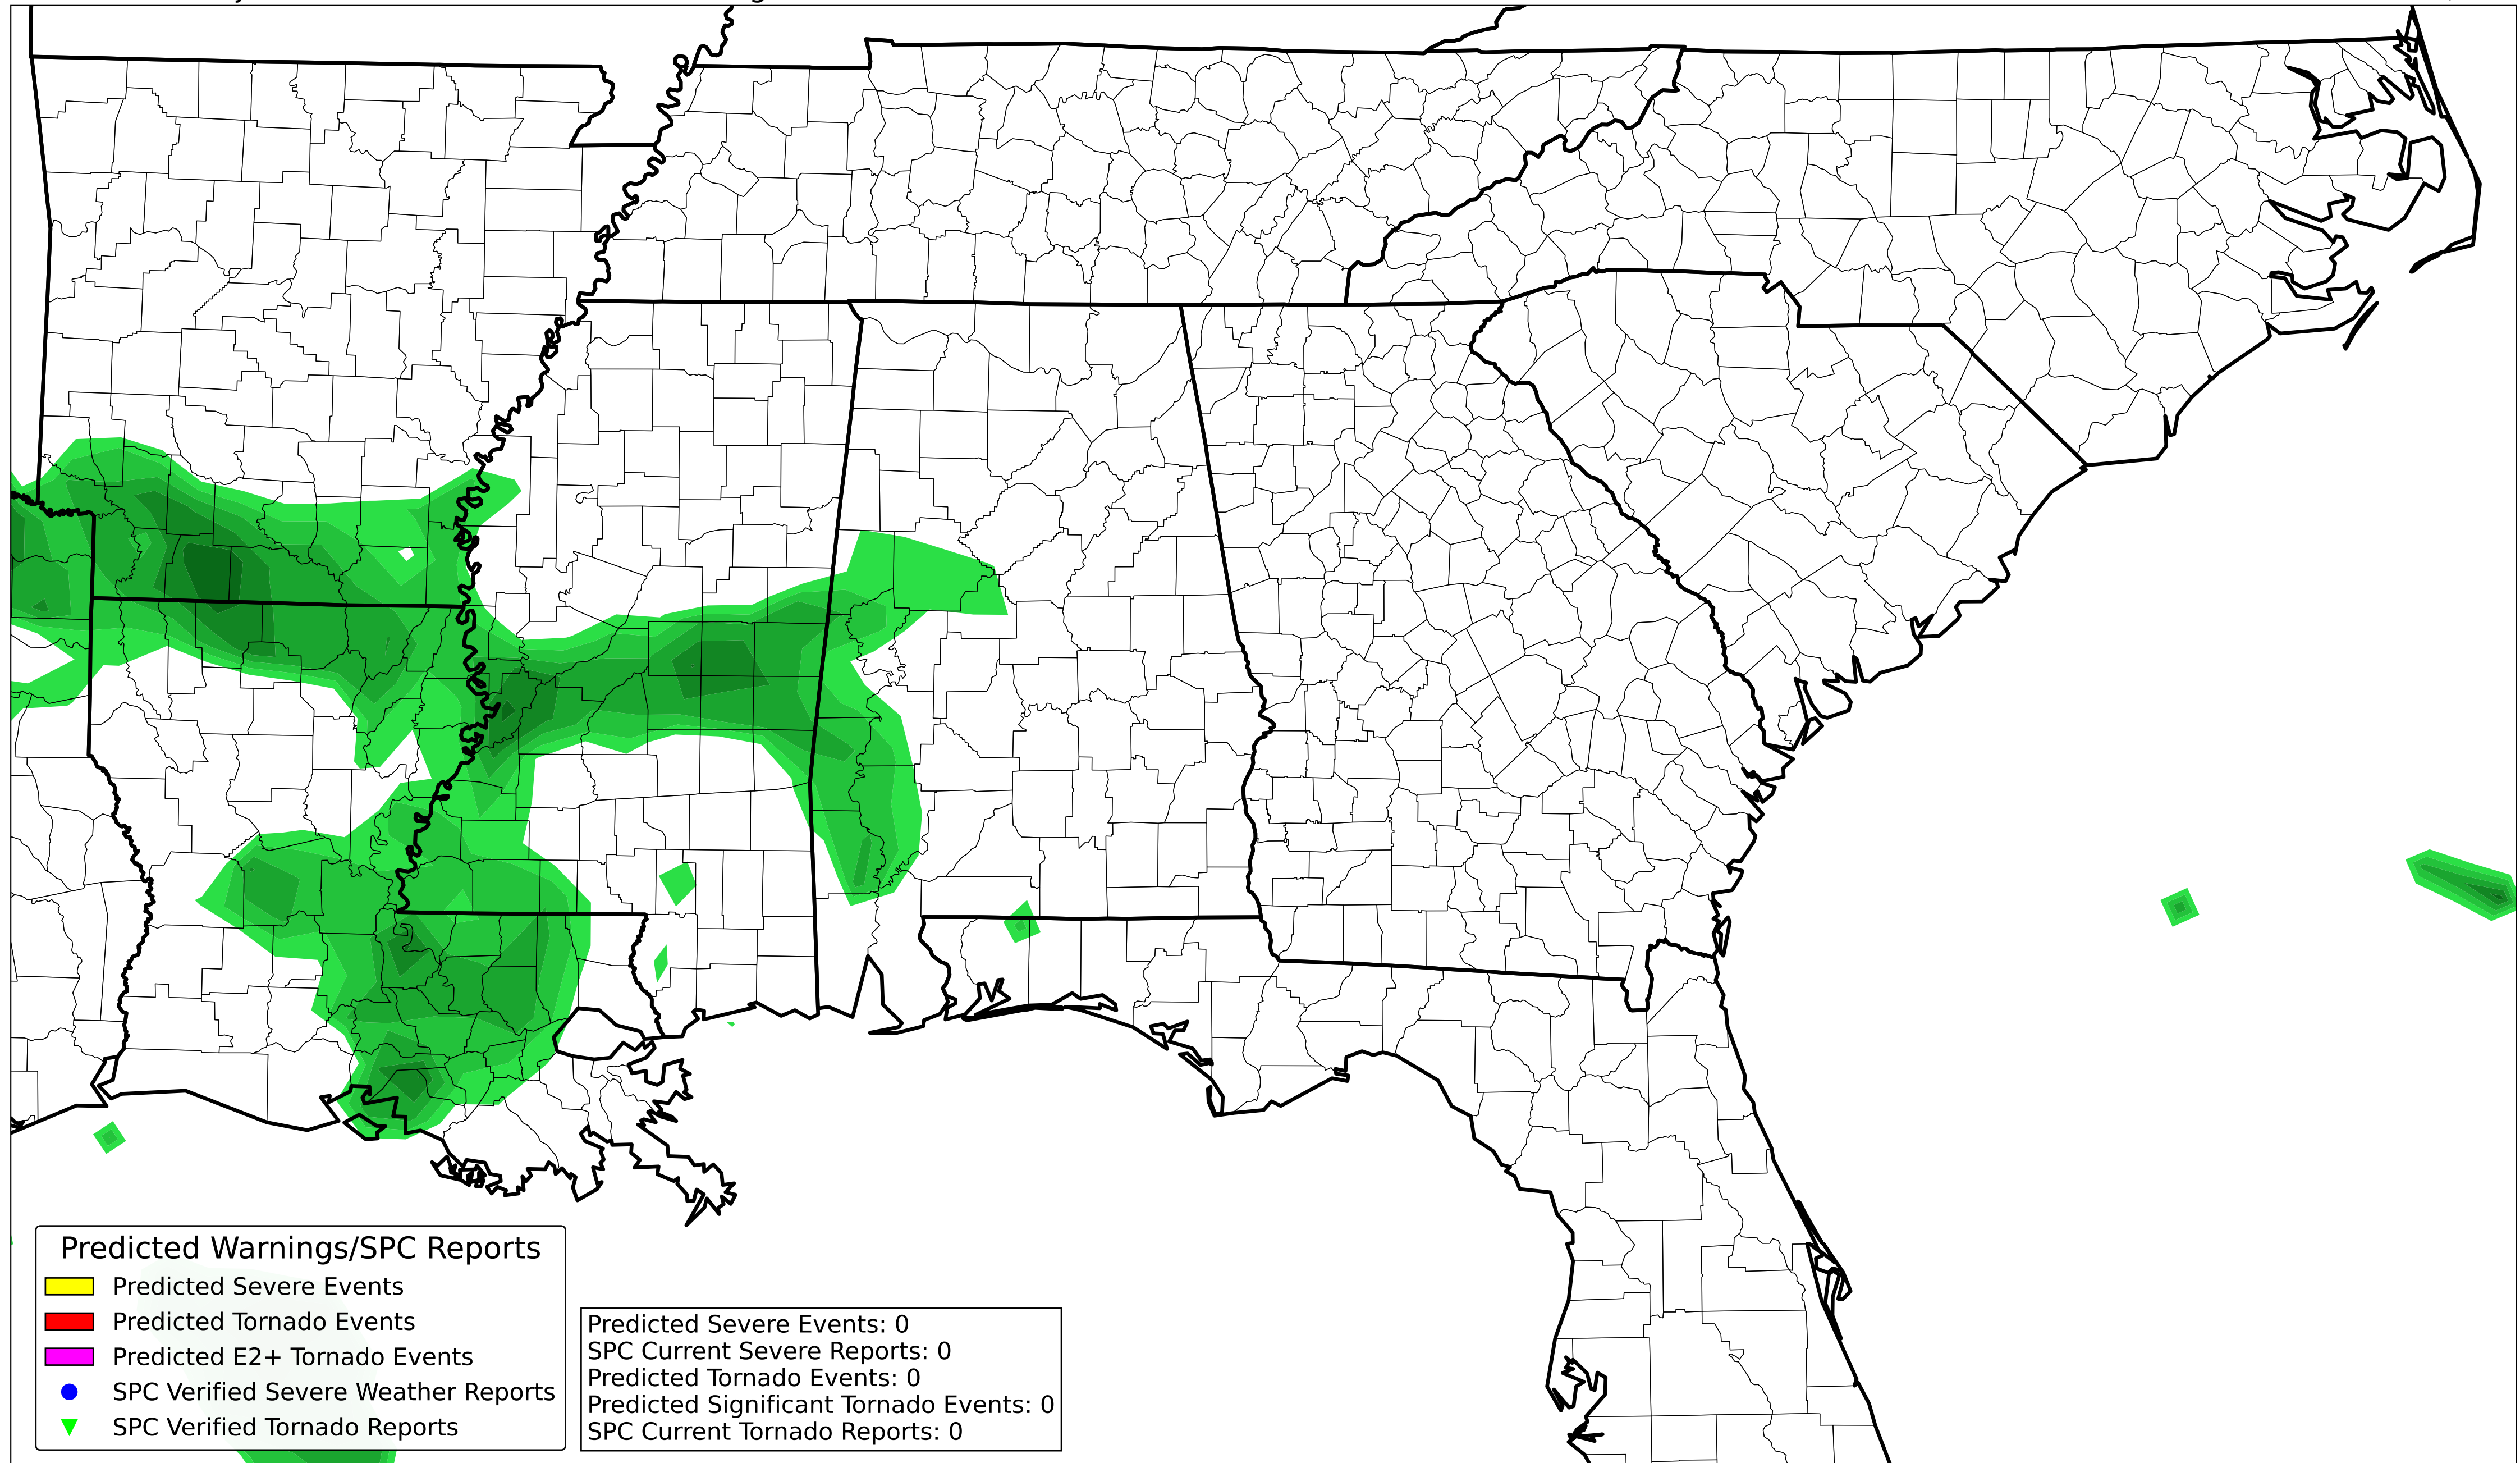 Predicted Warnings/SPC Reports
Predicted Severe Events
Predicted Tornado Events
Predicted E2+ Tornado Events
SPC Verified Severe Weather Reports
SPC Verified Tornado Reports
Predicted Severe Events: 0
SPC Current Severe Reports: 0
Predicted Tornado Events: 0
Predicted Significant Tornado Events: 0
SPC Current Tornado Reports: 0